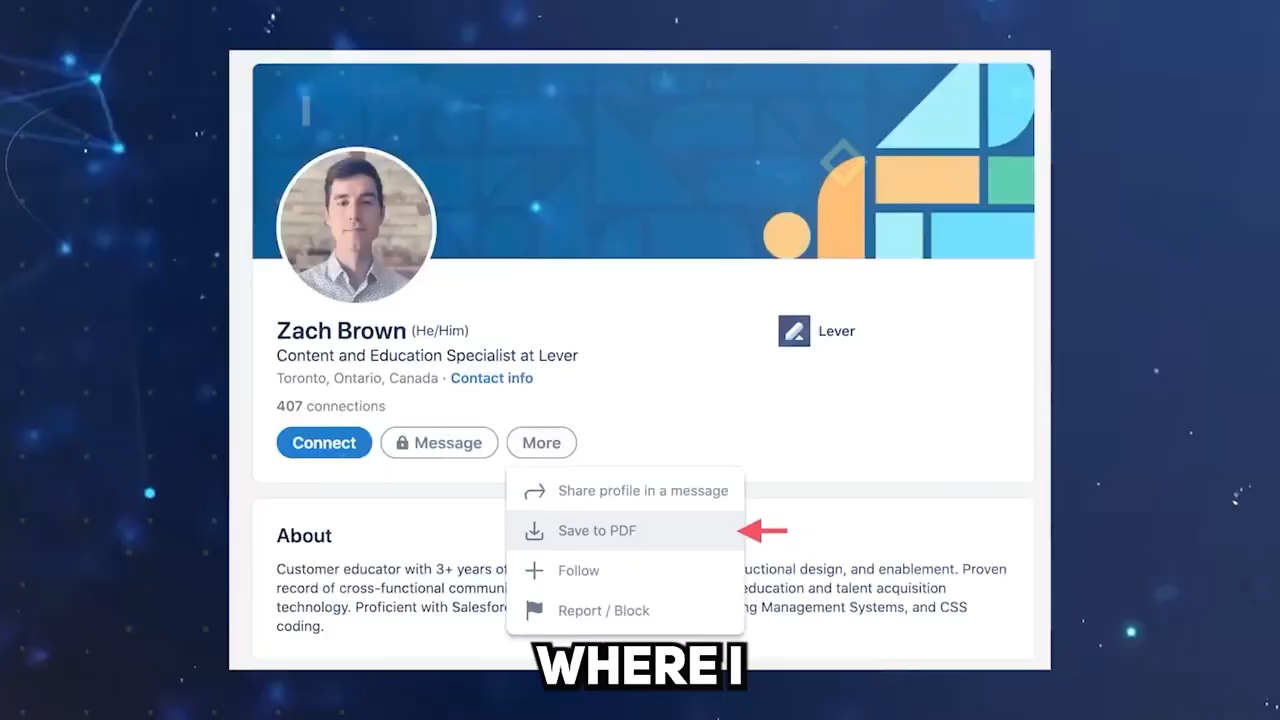 Zach Brown (He/Him)
Lever
Content and Education Specialist at Lever
Toronto, Ontario, Canada · Contact info
407 connections
Connect
Message
More
Share profile in a message
Save to PDF
Follow
Report / Block
About
Customer educator with 3+ years of
uctional design, and enablement. Proven
record of cross-functional communi
education and talent acquisition
technology. Proficient with Salesfor
ng Management Systems, and CSS
coding.
WHERE I